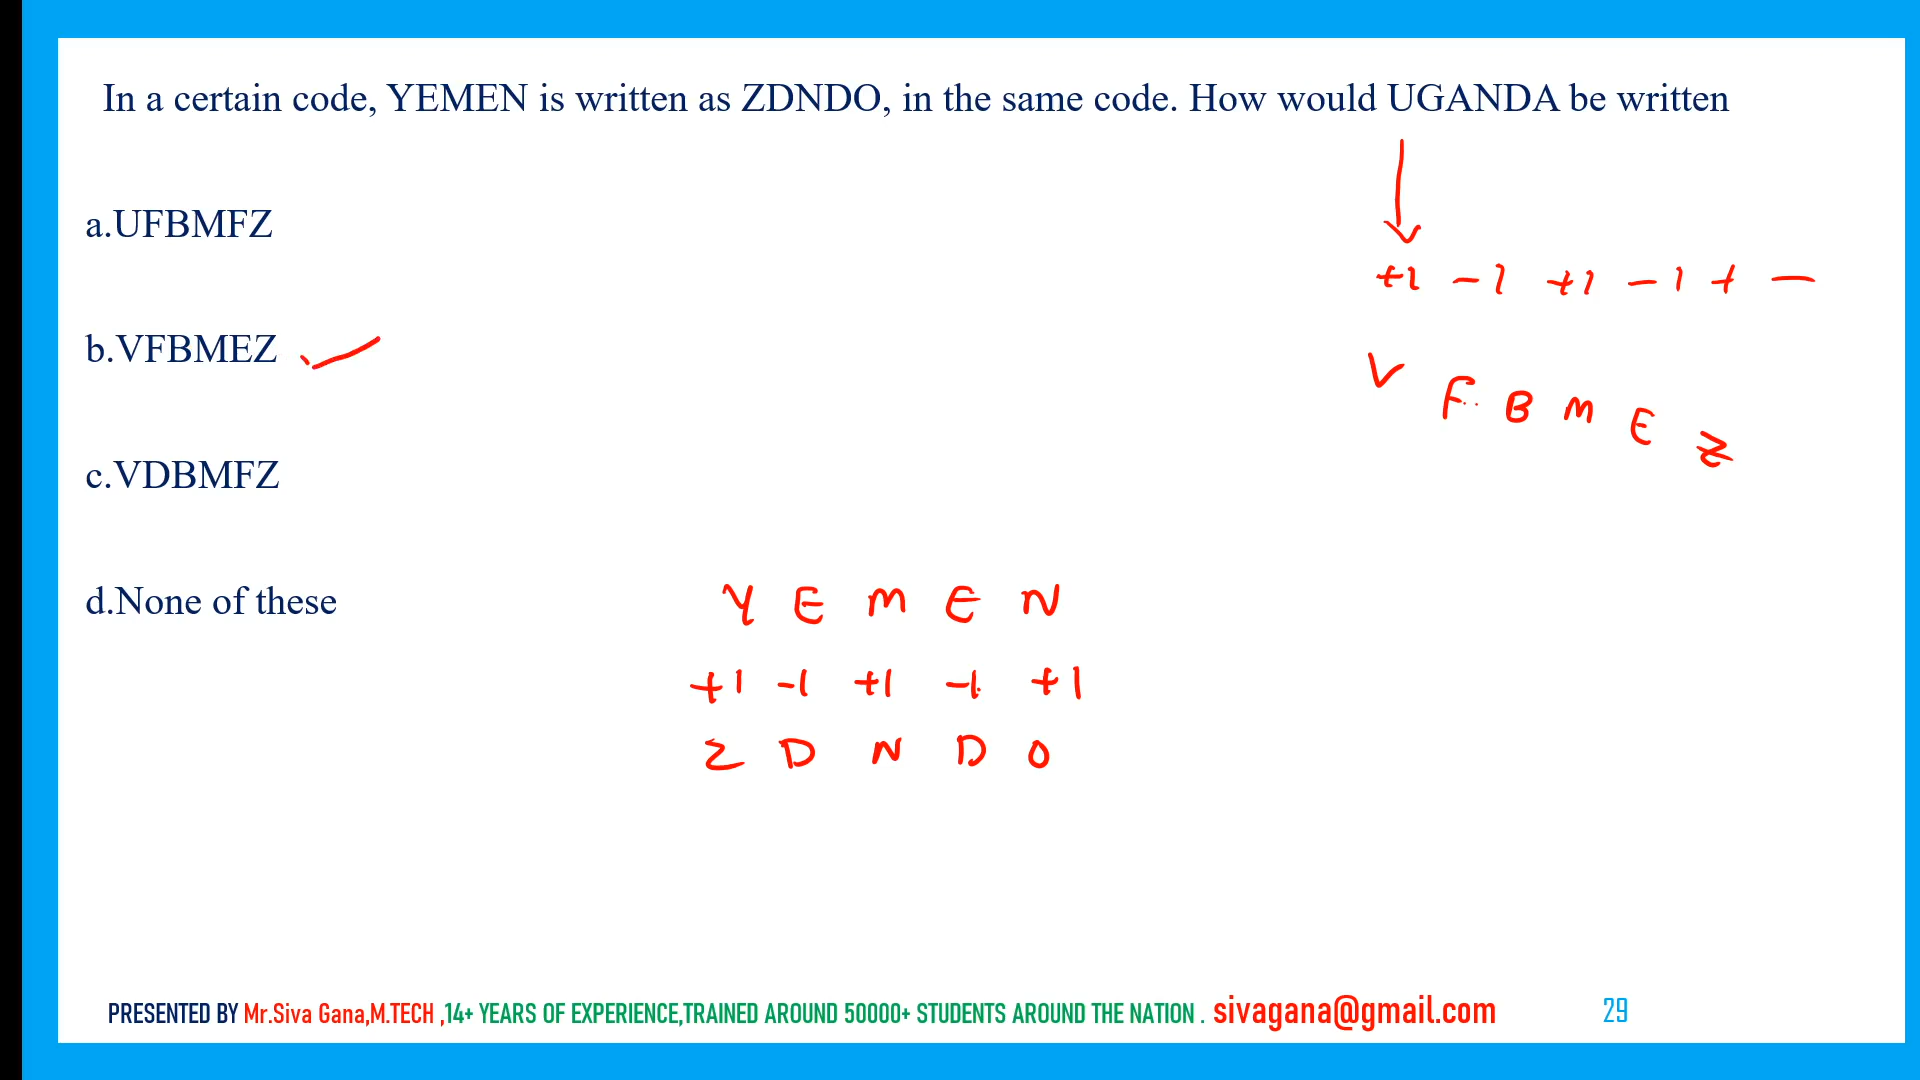 In a certain code, YEMEN is written as ZDNDO, in the same code. How would UGANDA be written
a.UFBMFZ
+1 -1 +1 -1 + -
b.VFBMEZ
V F B M E Z
c.VDBMFZ
d.None of these
Y E M E N
+1 -1 +1 -1 +1
Z D N D O
PRESENTED BY Mr.Siva Gana,M.TECH ,14+ YEARS OF EXPERIENCE,TRAINED AROUND 50000+ STUDENTS AROUND THE NATION . sivagana@gmail.com 29